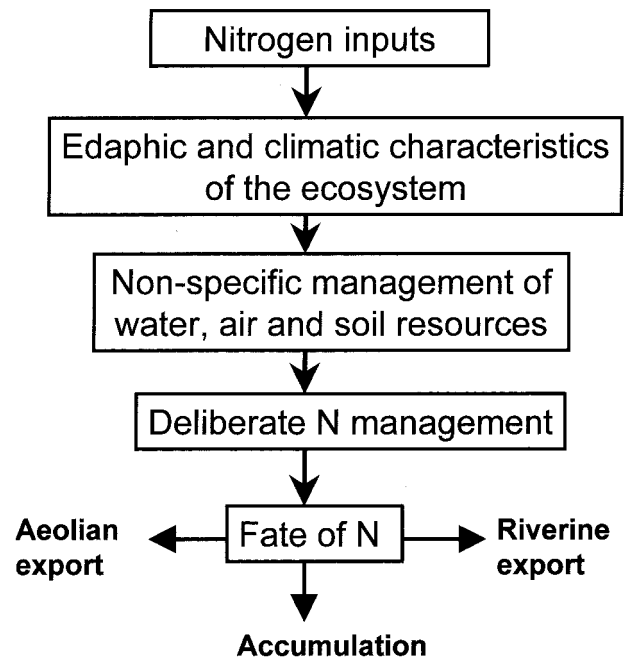 Nitrogen inputs
Edaphic and climatic characteristics
of the ecosystem
Non-specific management of
water, air and soil resources
Deliberate N management
Aeolian
export
Fate of N
Riverine
export
Accumulation